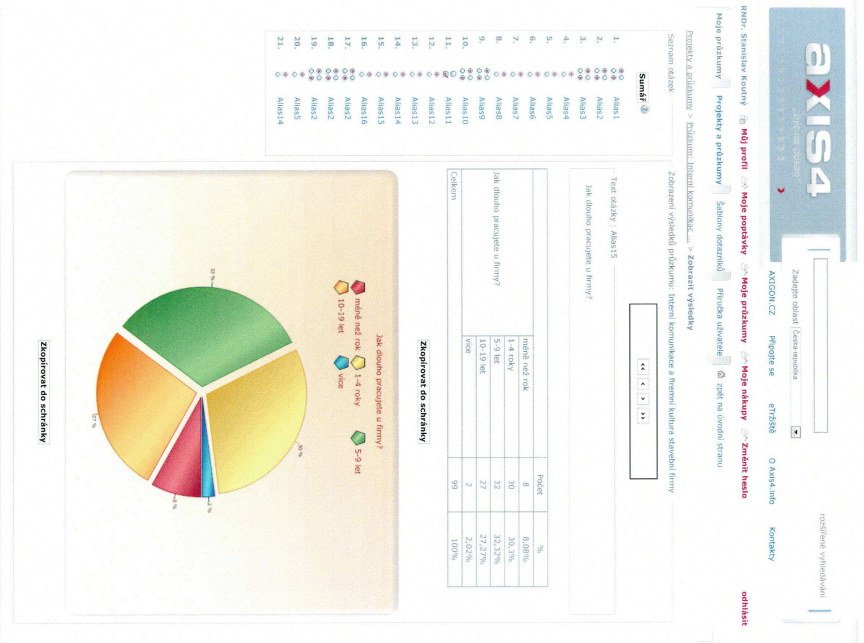 axis4
Zadejte oblast Česká republika
rozšířené vyhledávání
AXIGON.CZ Připojte se eTržiště O Axis4.info Kontakty
RNDr. Stanislav Koutný Můj profil Moje poptávky Moje průzkumy Moje nákupy Změnit heslo odhlásit
Moje průzkumy Projekty a průzkumy Šablony dotazníků Příručka uživatele zpět na úvodní stranu
Projekty a průzkumy > Průzkum: Interní komunikac ... > Zobrazit výsledky
Seznam otázek
Sumář
1. Alias1
2. Alias2
3. Alias3
4. Alias4
5. Alias5
6. Alias6
7. Alias7
8. Alias8
9. Alias9
10. Alias10
11. Alias11
12. Alias12
13. Alias13
14. Alias14
15. Alias15
16. Alias16
17. Alias2
18. Alias2
19. Alias2
20. Alias5
21. Alias14
Zobrazení výsledků průzkumu: Interní komunikace a firemní kultura stavební firmy
<< < > >>
Text otázky : Alias15
Jak dlouho pracujete u firmy?
Počet %
Jak dlouho pracujete u firmy?
méně než rok 8 8,08%
1-4 roky 30 30,3%
5-9 let 32 32,32%
10-19 let 27 27,27%
více 2 2,02%
Celkem 99 100%
Zkopírovat do schránky
Jak dlouho pracujete u firmy?
méně než rok 1-4 roky 5-9 let
10-19 let více
30 %
32 %
2 %
8 %
27 %
Zkopírovat do schránky